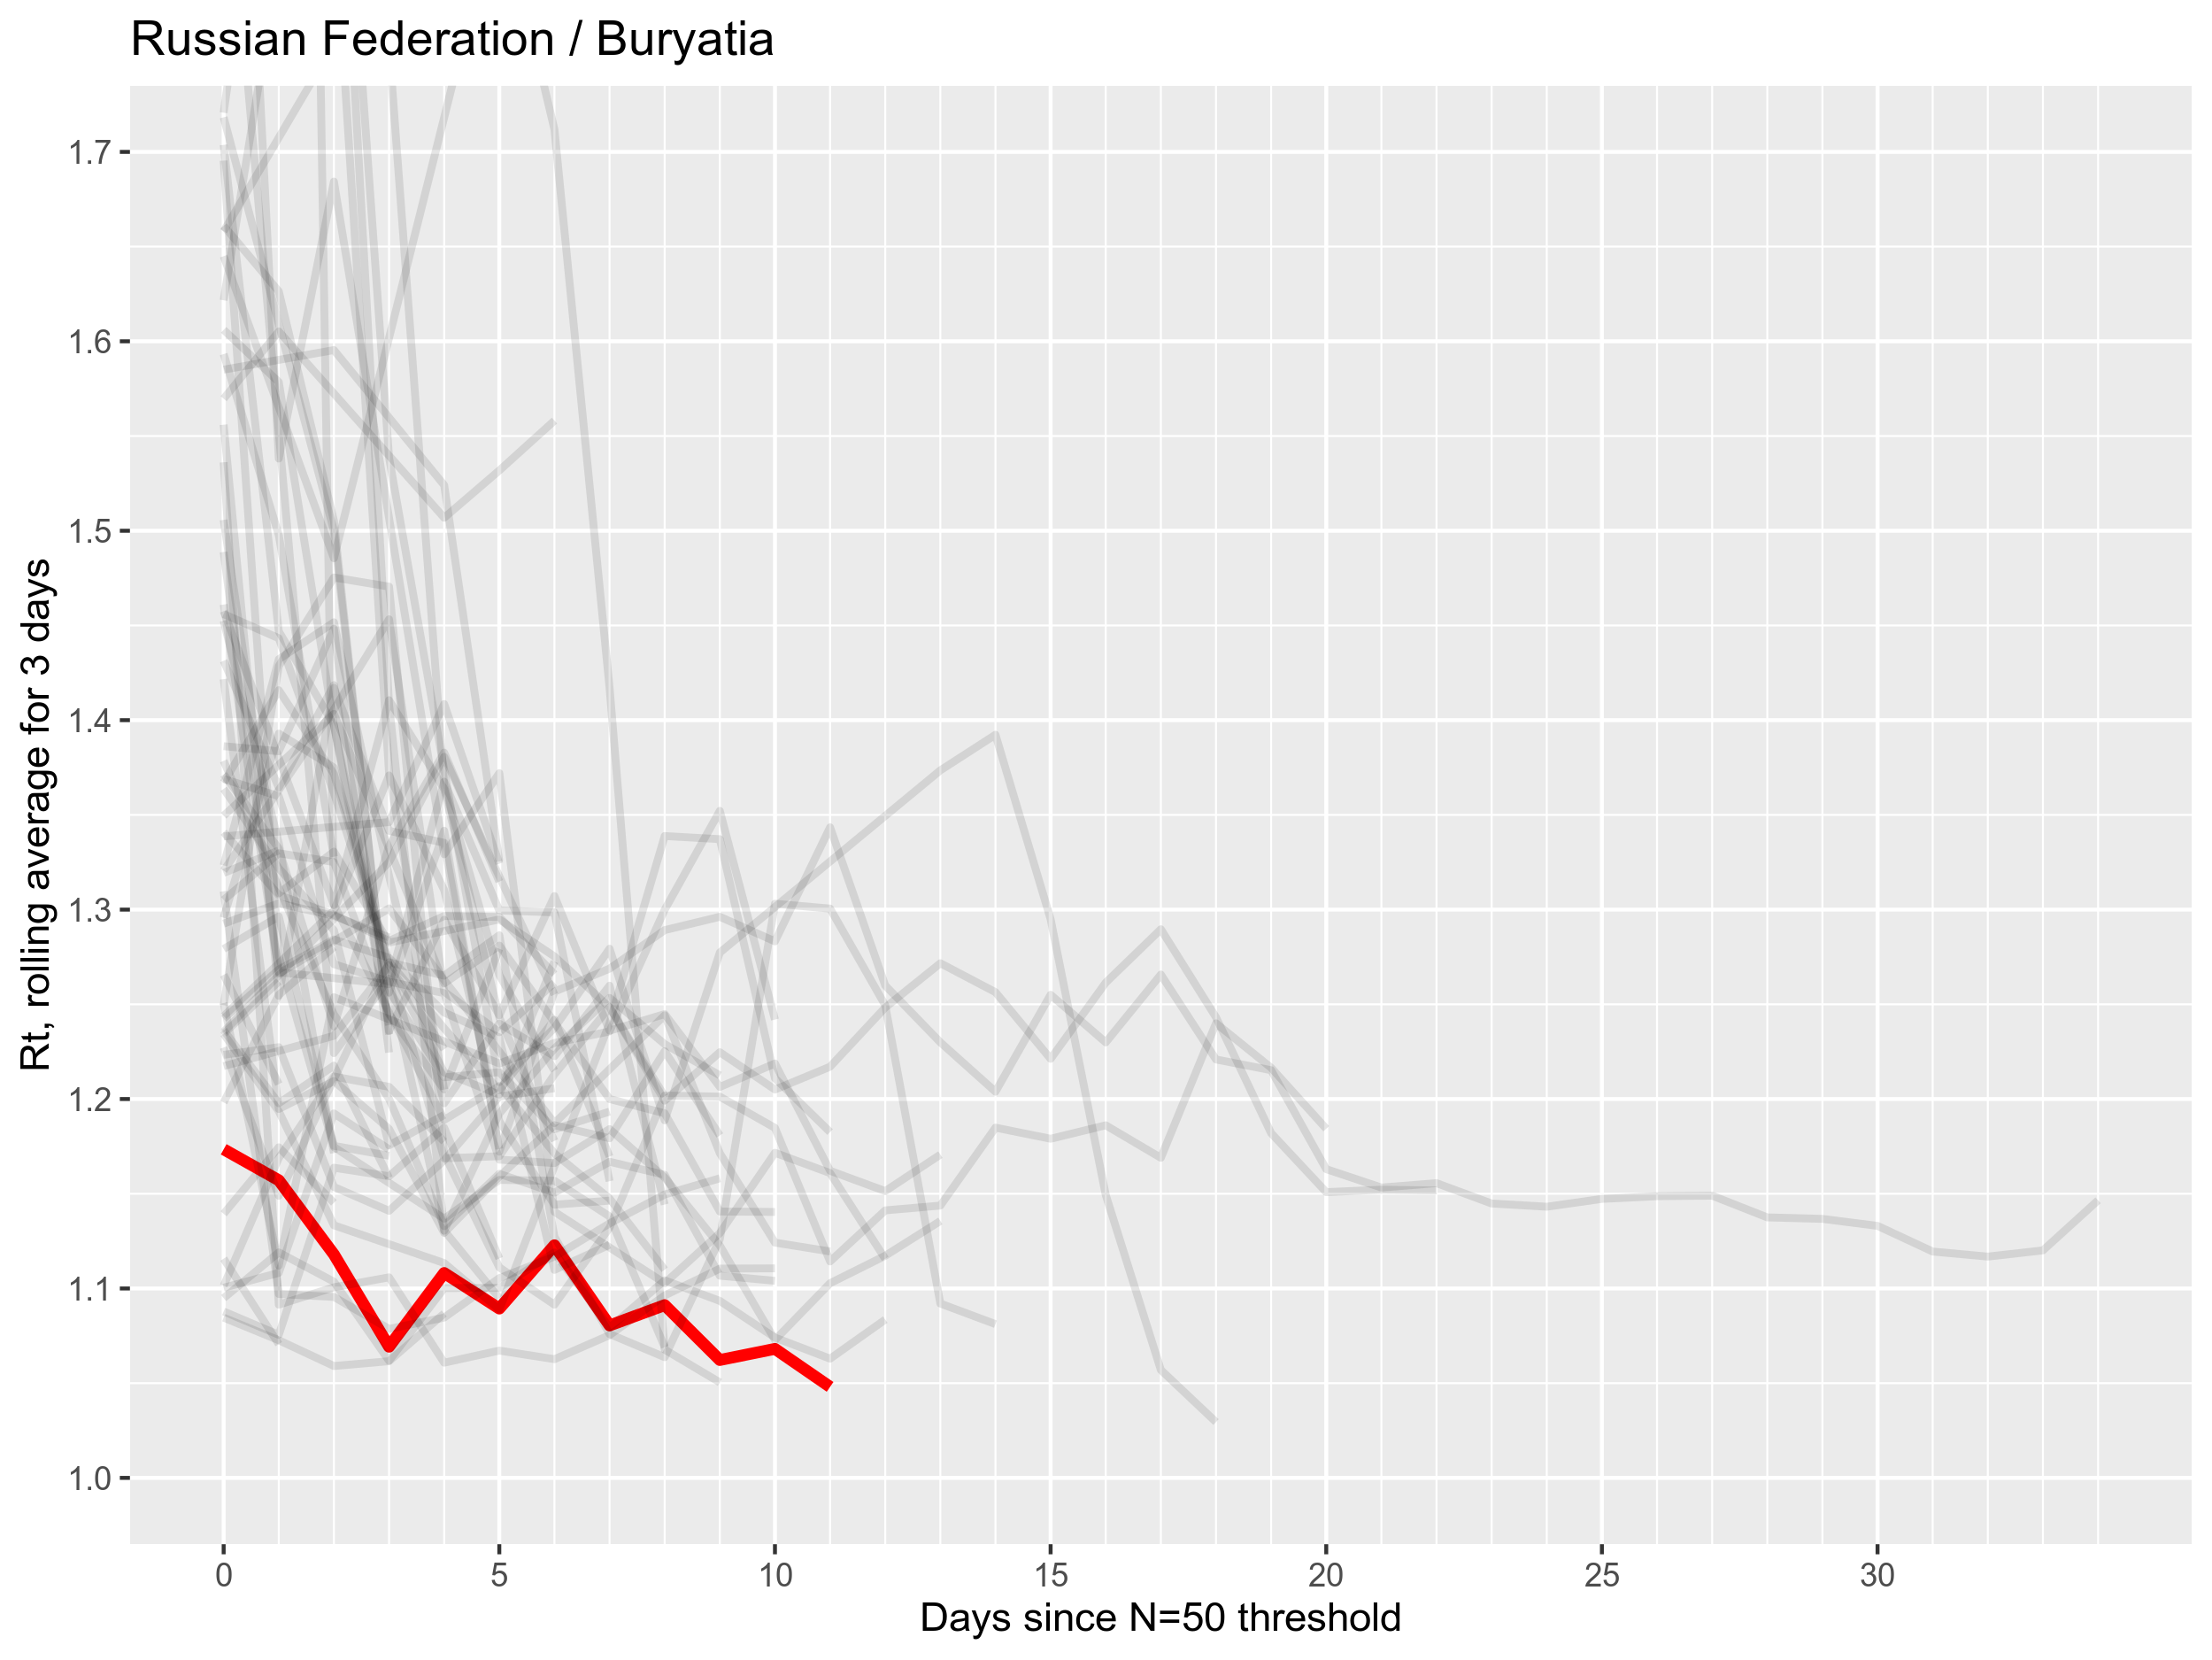 Russian Federation / Buryatia
Rt, rolling average for 3 days
1.7
1.6
1.5
1.4
1.3
1.2
1.1
1.0
0 5 10 15 20 25 30
Days since N=50 threshold